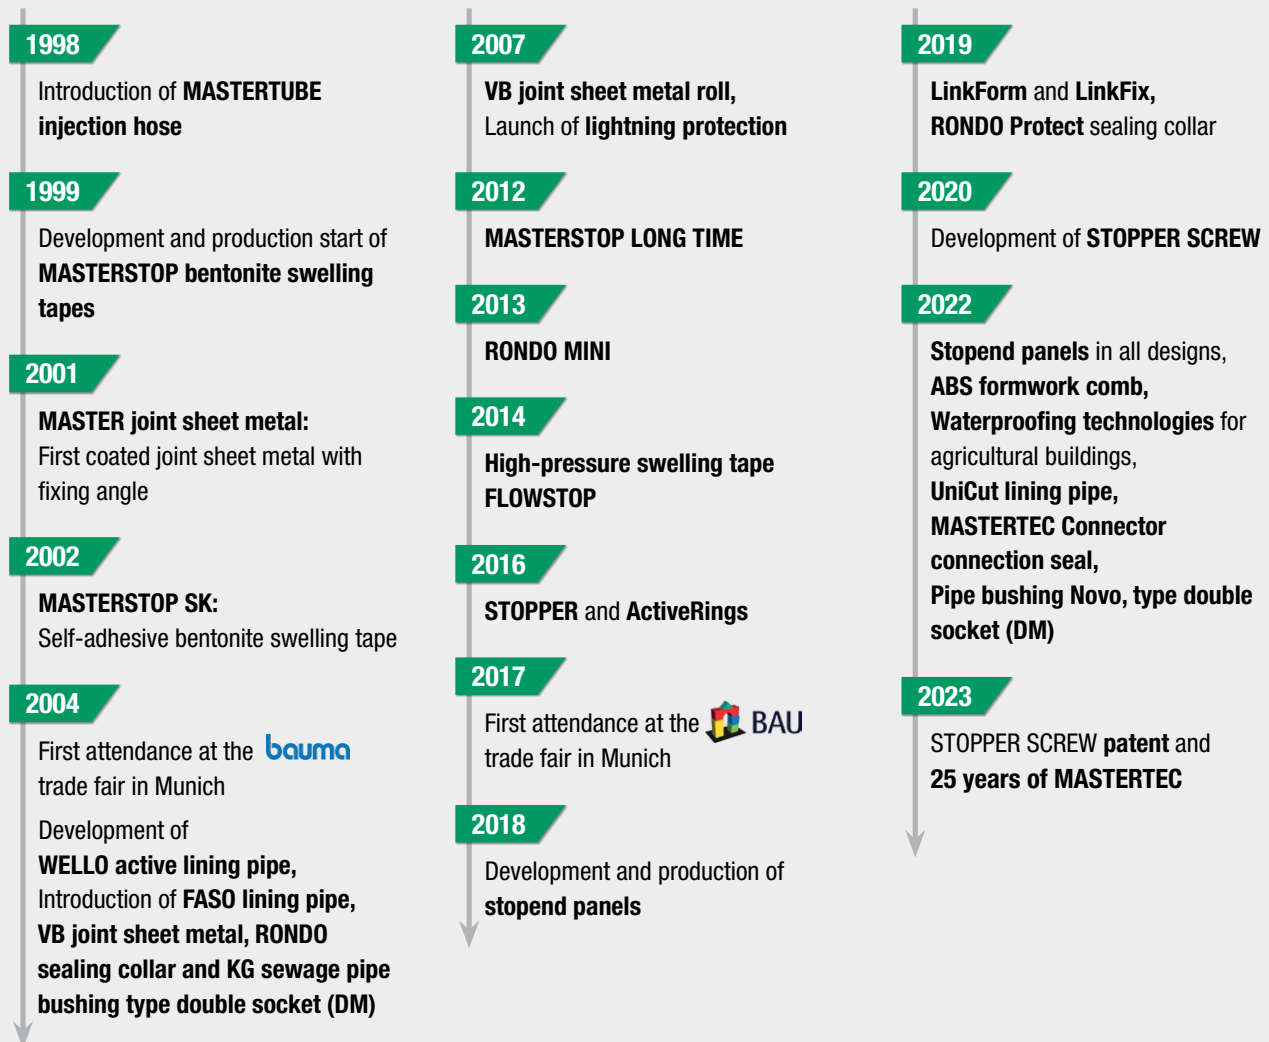 1998
Introduction of MASTERTUBE
injection hose
1999
Development and production start of
MASTERSTOP bentonite swelling
tapes
2001
MASTER joint sheet metal:
First coated joint sheet metal with
fixing angle
2002
MASTERSTOP SK:
Self-adhesive bentonite swelling tape
2004
First attendance at the bauma
trade fair in Munich
Development of
WELLO active lining pipe,
Introduction of FASO lining pipe,
VB joint sheet metal, RONDO
sealing collar and KG sewage pipe
bushing type double socket (DM)
2007
VB joint sheet metal roll,
Launch of lightning protection
2012
MASTERSTOP LONG TIME
2013
RONDO MINI
2014
High-pressure swelling tape
FLOWSTOP
2016
STOPPER and ActiveRings
2017
First attendance at the BAU
trade fair in Munich
2018
Development and production of
stopend panels
2019
LinkForm and LinkFix,
RONDO Protect sealing collar
2020
Development of STOPPER SCREW
2022
Stopend panels in all designs,
ABS formwork comb,
Waterproofing technologies for
agricultural buildings,
UniCut lining pipe,
MASTERTEC Connector
connection seal,
Pipe bushing Novo, type double
socket (DM)
2023
STOPPER SCREW patent and
25 years of MASTERTEC